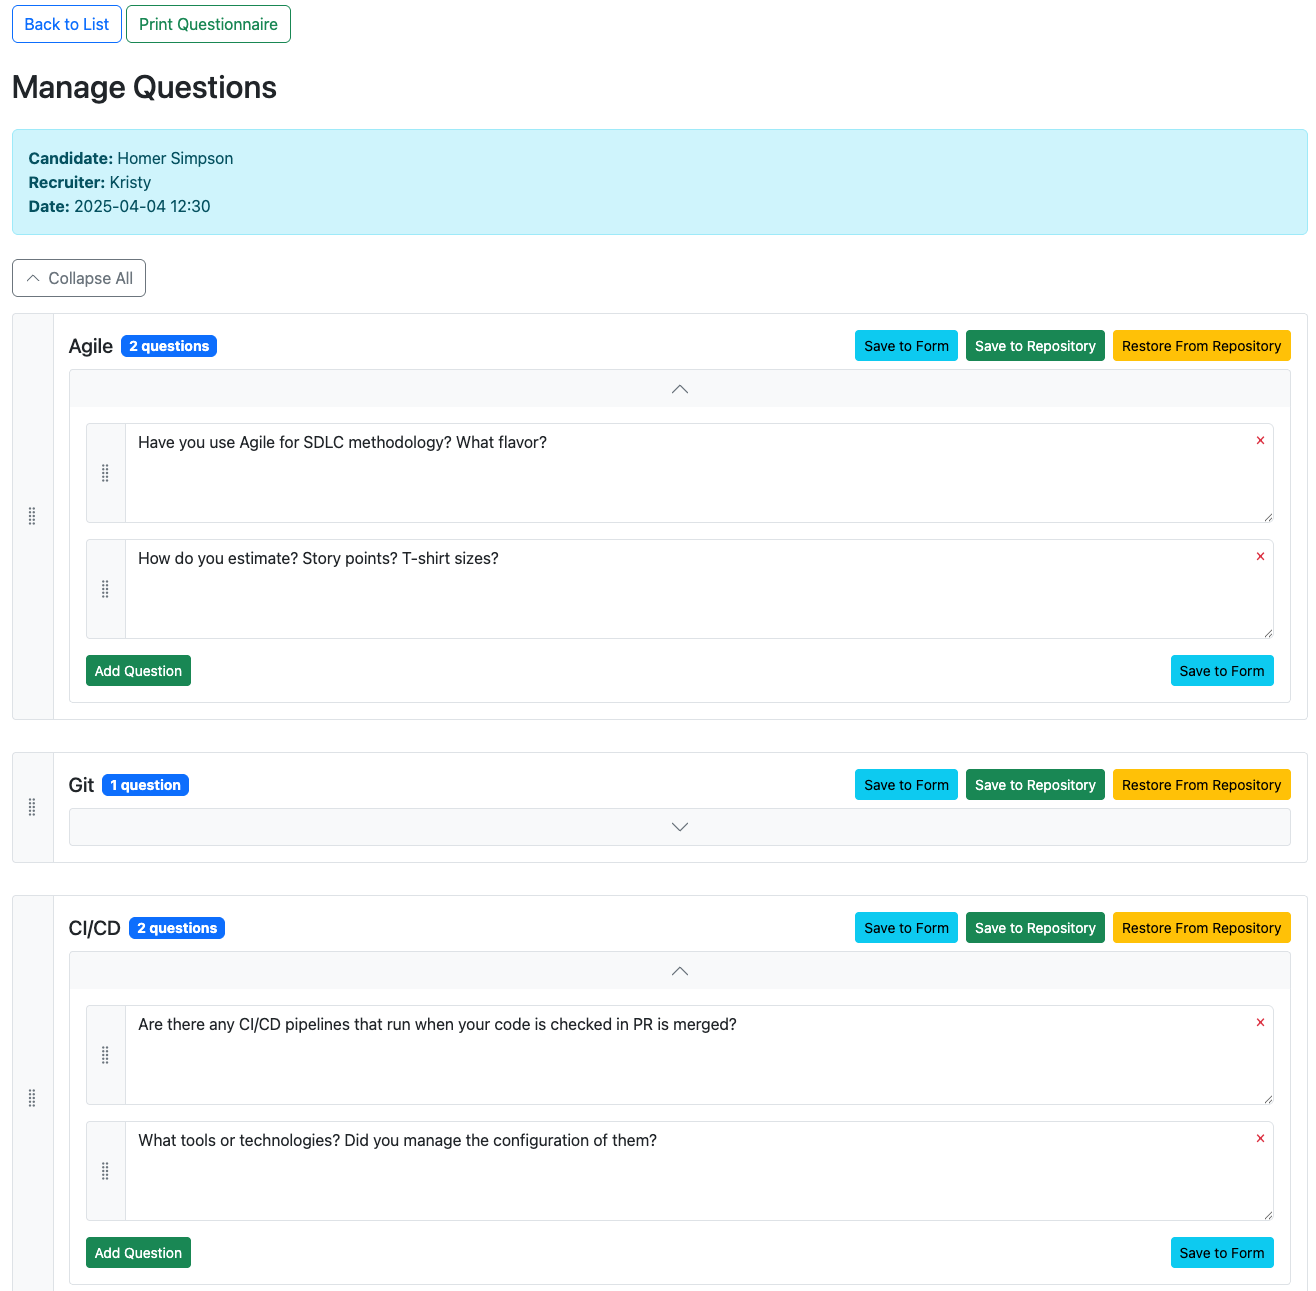 Back to List Print Questionnaire
Manage Questions
Candidate: Homer Simpson
Recruiter: Kristy
Date: 2025-04-04 12:30
Collapse All
Agile 2 questions Save to Form Save to Repository Restore From Repository
Have you use Agile for SDLC methodology? What flavor?
How do you estimate? Story points? T-shirt sizes?
Add Question Save to Form
Git 1 question Save to Form Save to Repository Restore From Repository
CI/CD 2 questions Save to Form Save to Repository Restore From Repository
Are there any CI/CD pipelines that run when your code is checked in PR is merged?
What tools or technologies? Did you manage the configuration of them?
Add Question Save to Form